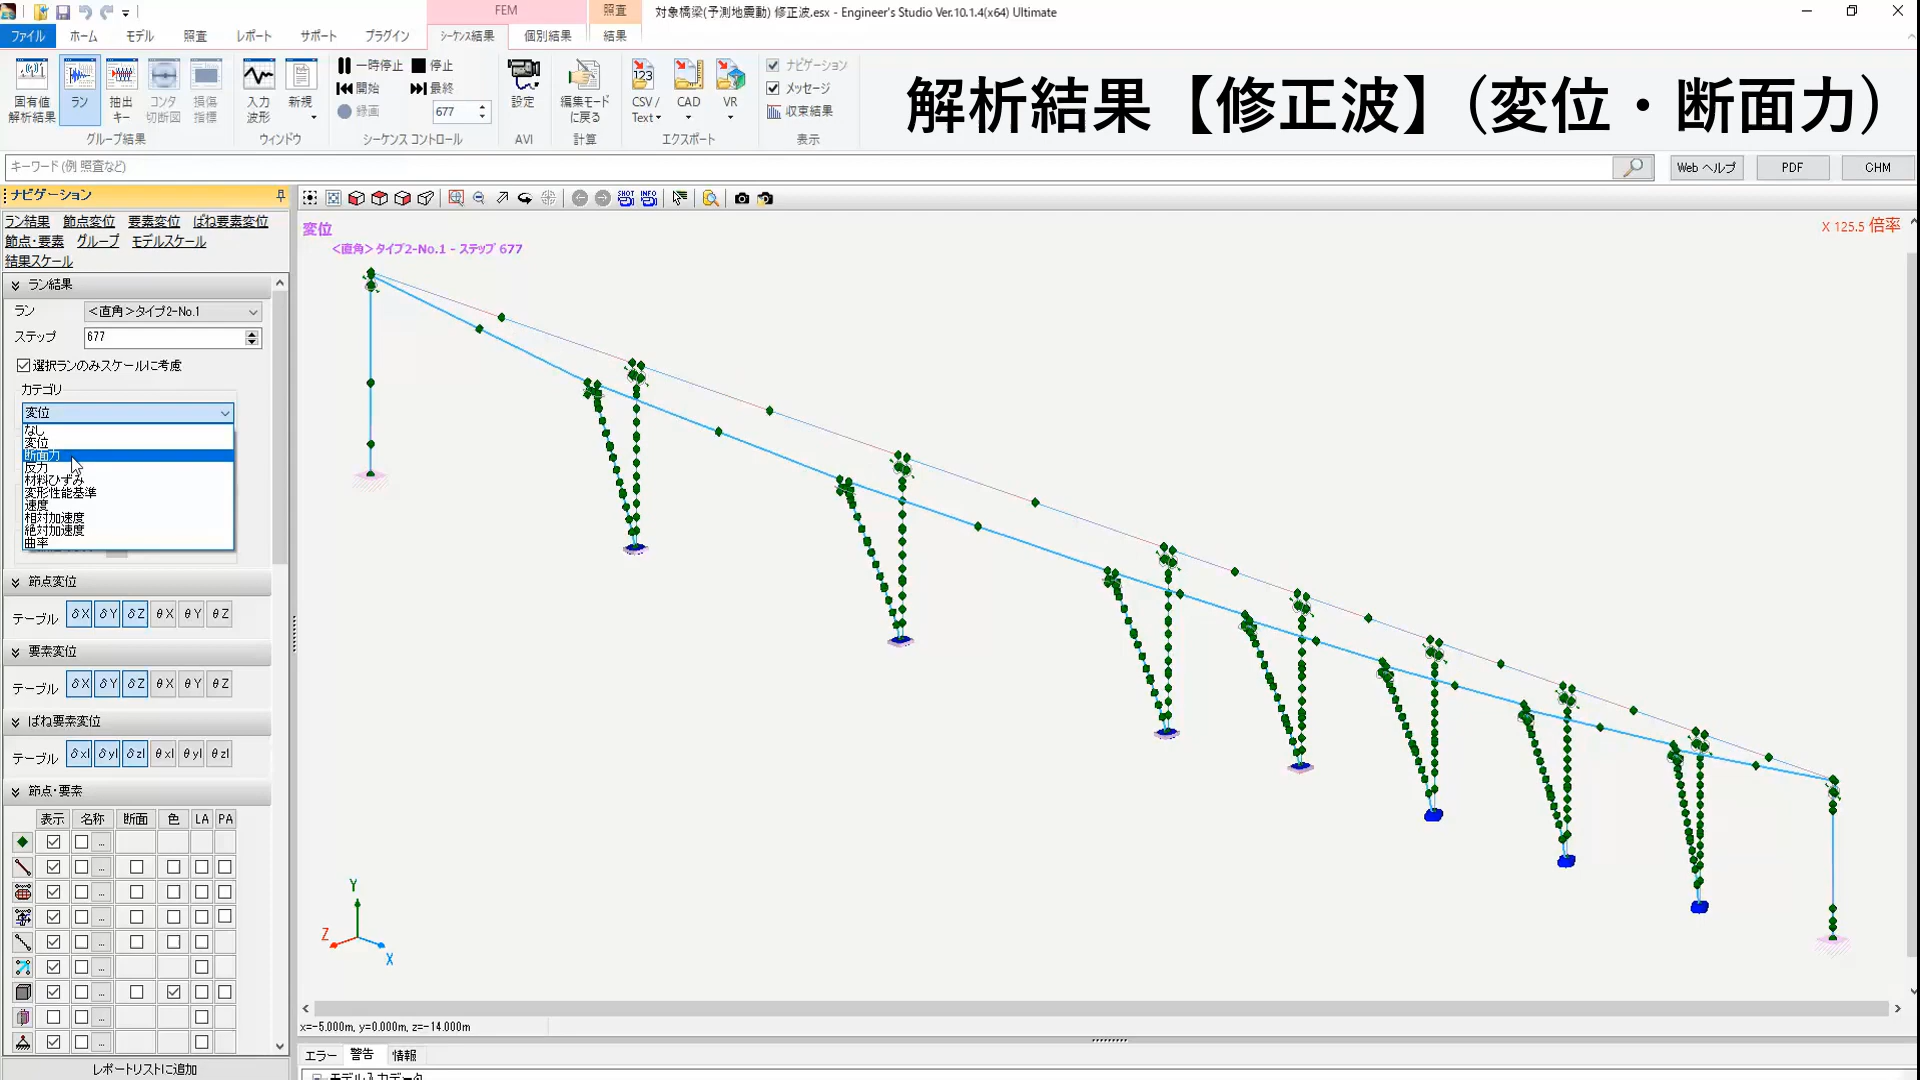 FEM
照査
対象橋梁(予測地震動) 修正波.esx - Engineer's Studio Ver.10.1.4(x64) Ultimate
ファイル ホーム モデル 照査 レポート サポート プラグイン シーケンス結果 個別結果 結果
固有値解析結果
ラン
抽出キー
コンタ切断図
損傷指標
グループ結果
入力波形
新規
ウィンドウ
一時停止 停止
開始 最終
録画 677
シーケンス コントロール
設定
AVI
編集モードに戻る
計算
CSV / Text
CAD
VR
エクスポート
ナビゲーション
メッセージ
収束結果
表示
解析結果【修正波】(変位・断面力)
キーワード(例 照査など)
Web ヘルプ PDF CHM
ナビゲーション
ラン結果 節点変位 要素変位 ばね要素変位
節点・要素 グループ モデルスケール
結果スケール
ラン結果
ラン <直角>タイプ2-No.1
ステップ 677
選択ランのみスケールに考慮
カテゴリ
変位
なし
変位
断面力
反力
材料ひずみ
変形性能基準
速度
相対加速度
絶対加速度
曲率
節点変位
テーブル δX δY δZ θX θY θZ
要素変位
テーブル δX δY δZ θX θY θZ
ばね要素変位
テーブル δxl δyl δzl θxl θyl θzl
節点・要素
表示 名称 断面 色 LA PA
レポートリストに追加
変位
<直角>タイプ2-No.1 - ステップ 677
X 125.5 倍率
Y
Z
X
x=-5.000m, y=0.000m, z=-14.000m
エラー 警告 情報
モデル入力データ